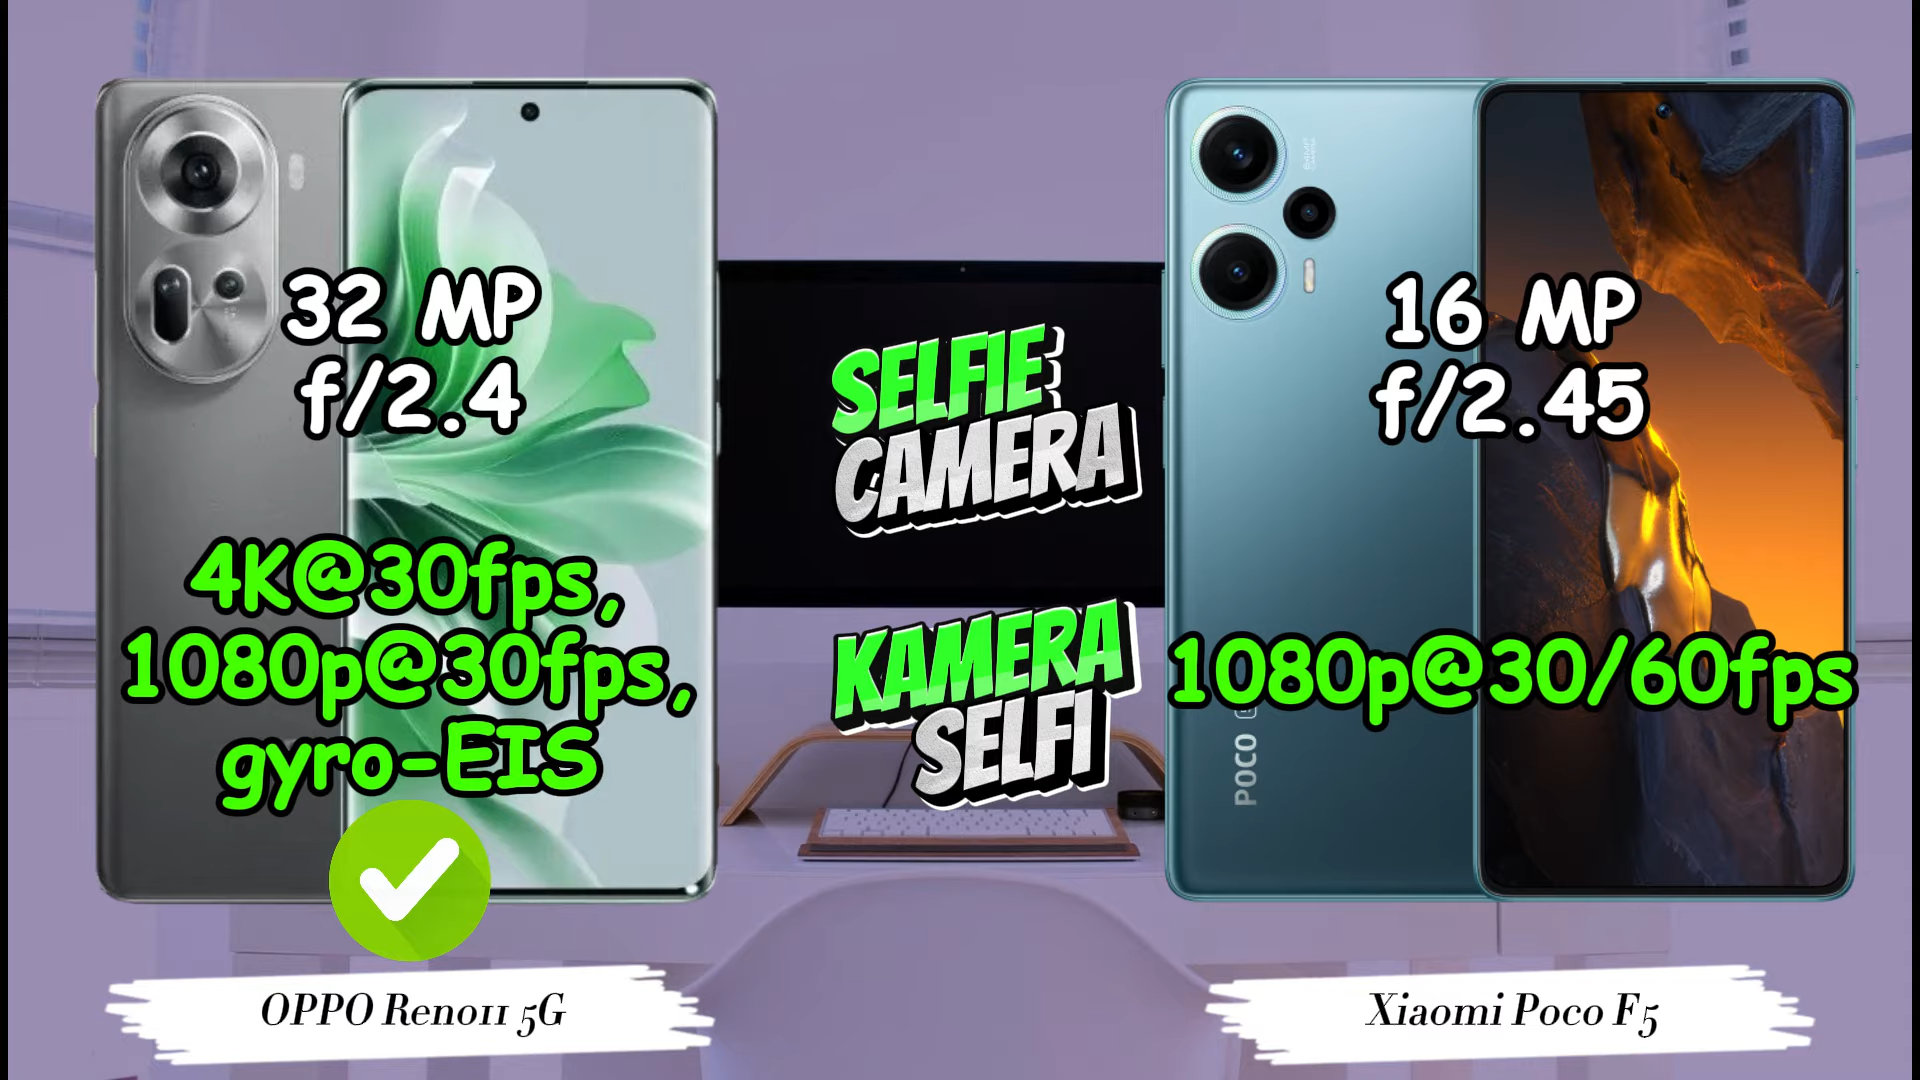 32 MP
f/2.4
4K@30fps,
1080p@30fps,
gyro-EIS
OPPO Reno11 5G
SELFIE
CAMERA
KAMERA
SELFI
16 MP
f/2.45
1080p@30/60fps
POCO
Xiaomi Poco F5